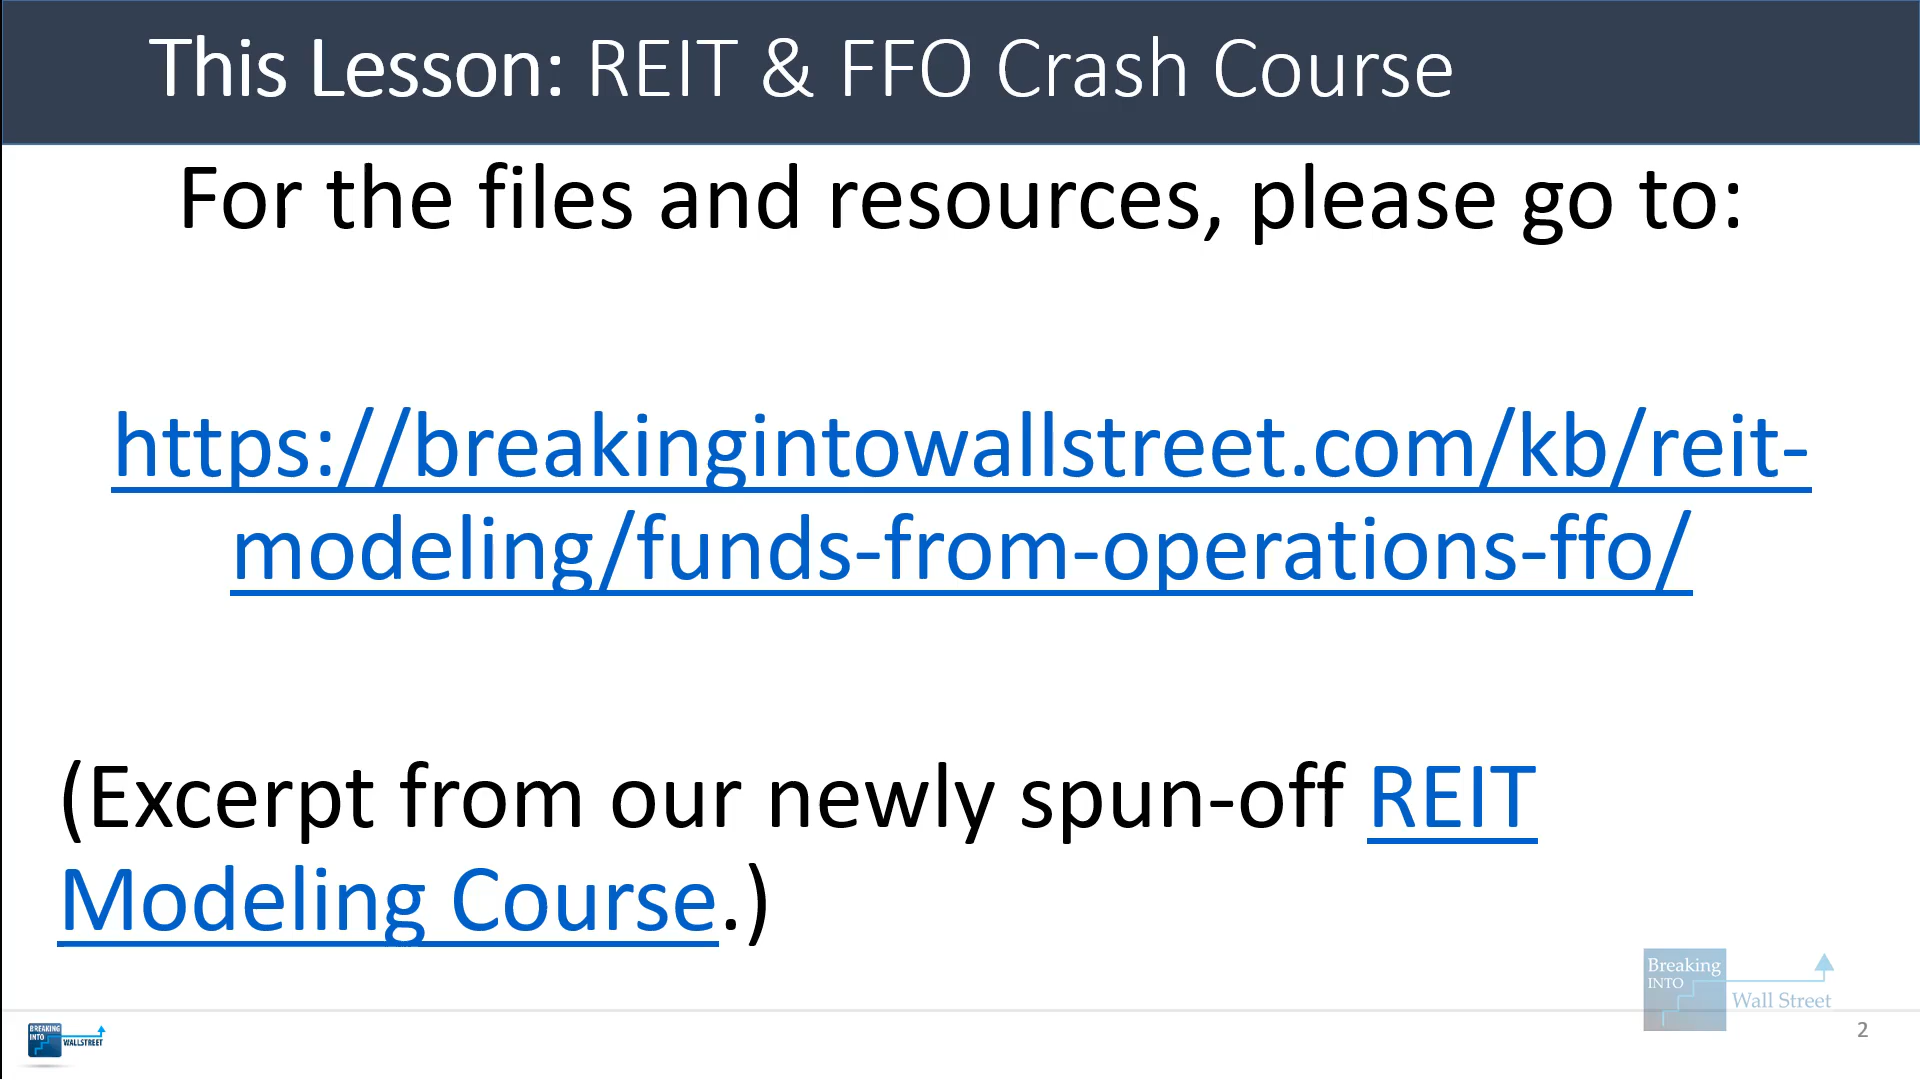 This Lesson: REIT & FFO Crash Course
For the files and resources, please go to:
https://breakingintowallstreet.com/kb/reit-
modeling/funds-from-operations-ffo/
(Excerpt from our newly spun-off REIT
Modeling Course.)
Breaking
INTO
Wall Street
BREAKING
INTO
WALLSTREET
2